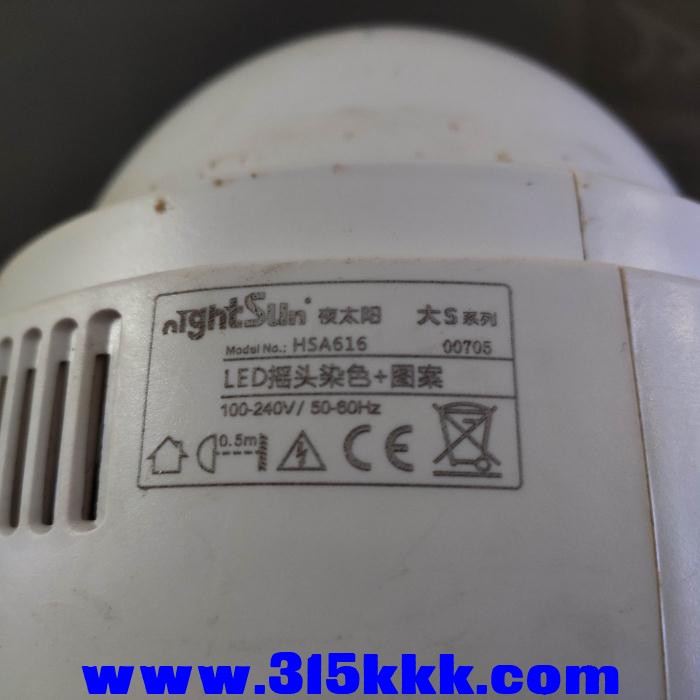 nightSun® 夜太阳 大S系列
Model No.: HSA616 00705
LED摇头染色+图案
100-240V/ 50-60Hz
0.5m
CE
www.315kkk.com